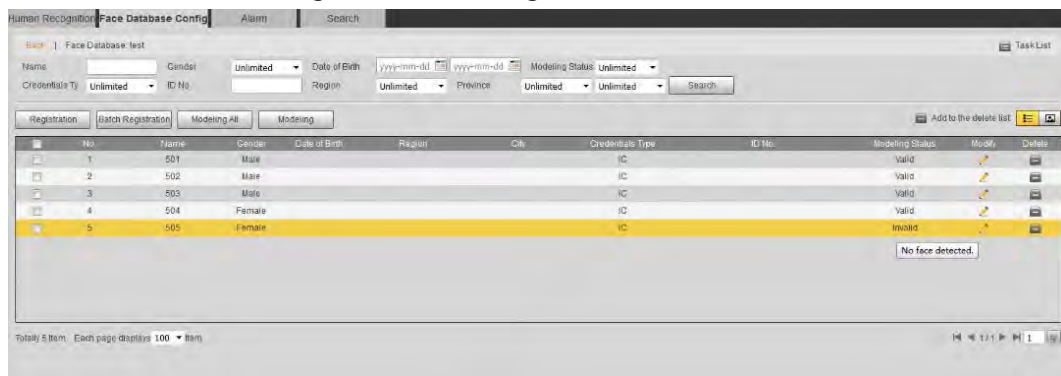 Human Recognition Face Database Config Alarm Search
Back | Face Database: test Task List
Name Gender Unlimited Date of Birth yyyy-mm-dd yyyy-mm-dd Modeling Status Unlimited
Credentials Ty Unlimited ID No. Region Unlimited Province Unlimited Unlimited Search
Registration Batch Registration Modeling All Modeling Add to the delete list
No. Name Gender Date of Birth Region City Credentials Type ID No. Modeling Status Modify Delete
1 501 Male IC Valid
2 502 Male IC Valid
3 503 Male IC Valid
4 504 Female IC Valid
5 505 Female IC Invalid
No face detected.
Totally 5 Item Each page displays 100 Item 1/1 1